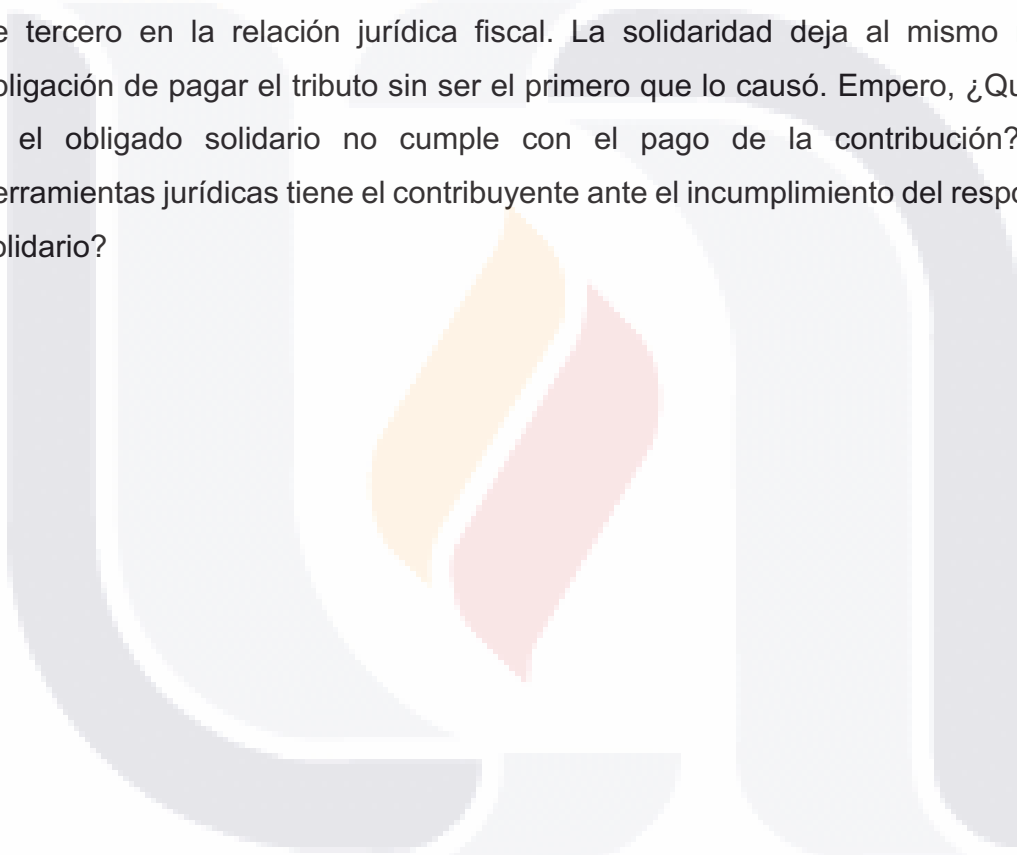 e tercero en la relación jurídica fiscal. La solidaridad deja al mismo
bligación de pagar el tributo sin ser el primero que lo causó. Empero, ¿Qu
el obligado solidario no cumple con el pago de la contribución?
erramientas jurídicas tiene el contribuyente ante el incumplimiento del respo
olidario?